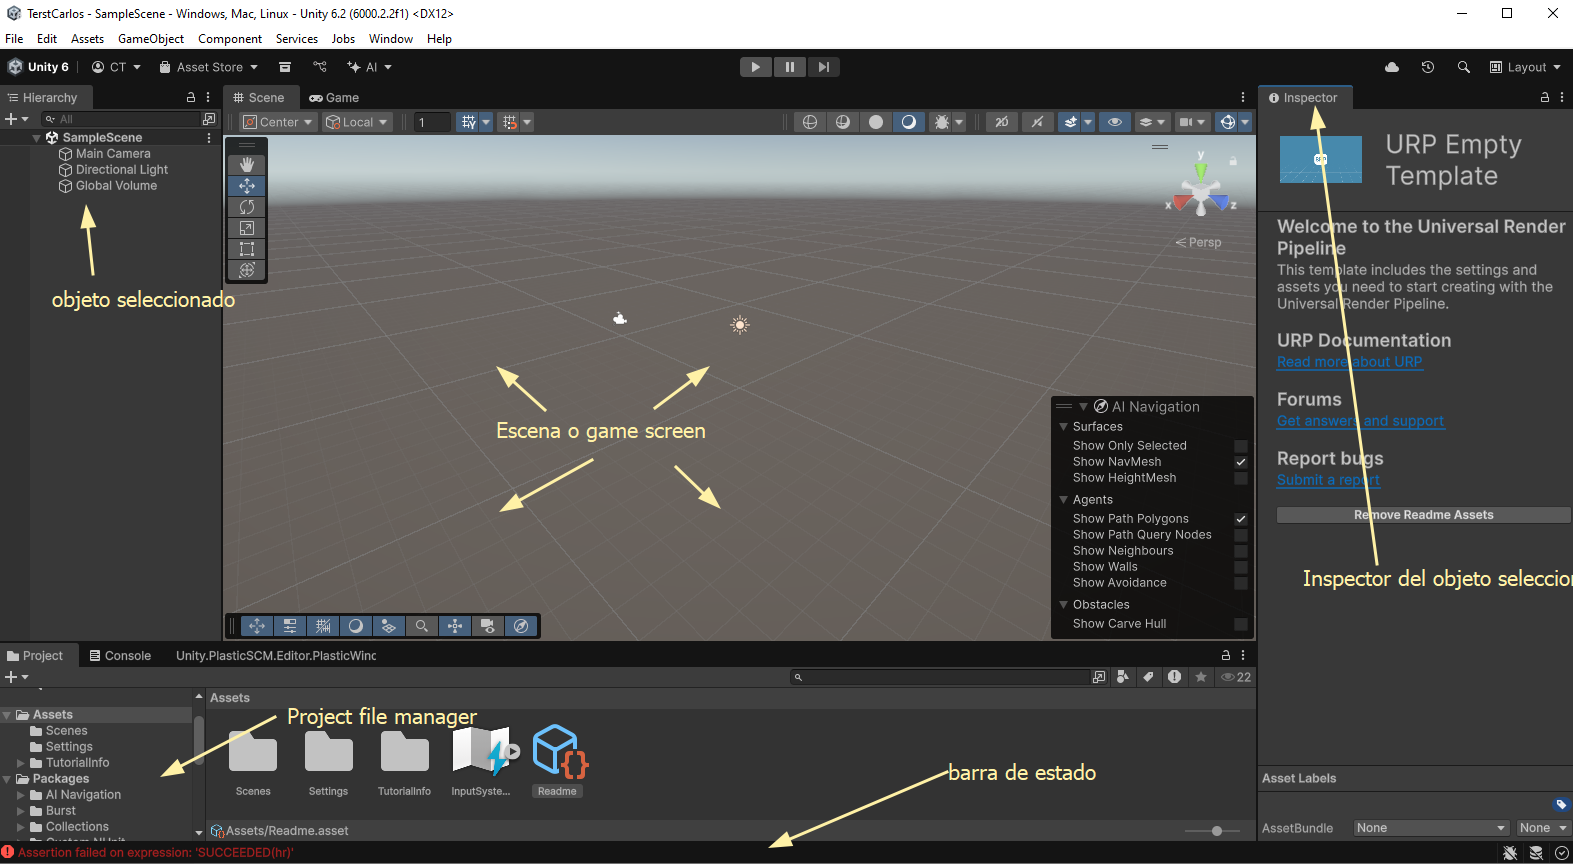 TerstCarlos - SampleScene - Windows, Mac, Linux - Unity 6.2 (6000.2.2f1) <DX12>
File Edit Assets GameObject Component Services Jobs Window Help
Unity 6 CT Asset Store AI Layout
Hierarchy
All
SampleScene
Main Camera
Directional Light
Global Volume
objeto seleccionado
Scene Game
Center Local 1 2D
y
x z
Persp
Escena o game screen
AI Navigation
Surfaces
Show Only Selected
Show NavMesh
Show HeightMesh
Agents
Show Path Polygons
Show Path Query Nodes
Show Neighbours
Show Walls
Show Avoidance
Obstacles
Show Carve Hull
Inspector
URP Empty
Template
Welcome to the Universal Render
Pipeline
This template includes the settings and
assets you need to start creating with the
Universal Render Pipeline.
URP Documentation
Read more about URP
Forums
Get answers and support
Report bugs
Submit a report
Remove Readme Assets
Inspector del objeto seleccio
Project Console Unity.PlasticSCM.Editor.PlasticWinc
22
Assets
Scenes
Settings
TutorialInfo
Packages
AI Navigation
Burst
Collections
Assets
Project file manager
Scenes Settings TutorialInfo InputSyste... Readme
barra de estado
Assets/Readme.asset
Asset Labels
AssetBundle None None
Assertion failed on expression: 'SUCCEEDED(hr)'